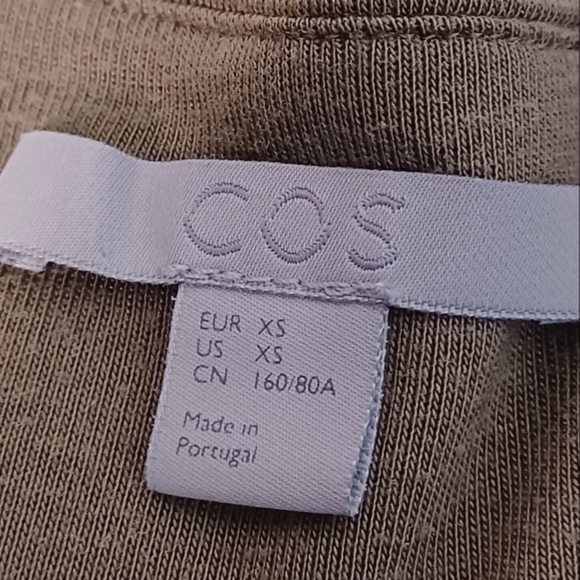 COS
EUR XS
US XS
CN 160/80A
Made in
Portugal